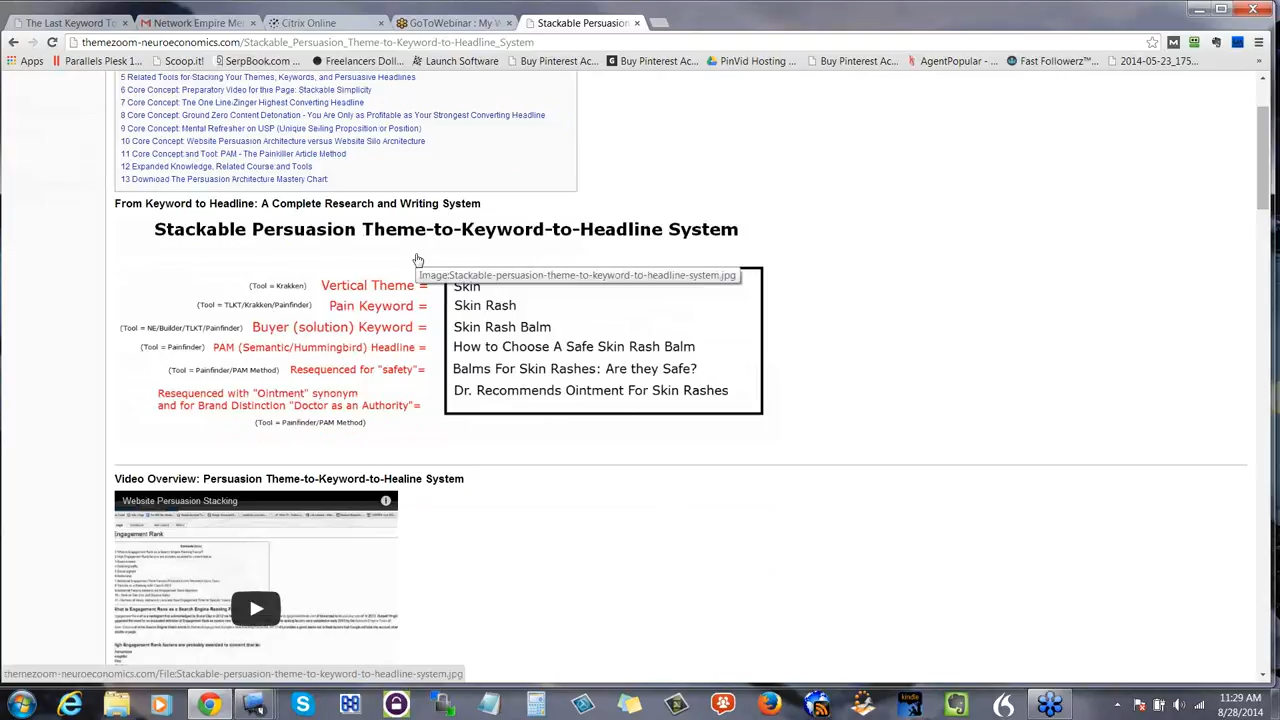 The Last Keyword To
Network Empire Me
Citrix Online
GoToWebinar : My W
Stackable Persuasion
themezoom-neuroeconomics.com/Stackable_Persuasion_Theme-to-Keyword-to-Headline_System
Apps
Parallels Plesk 1...
Scoop.it!
SerpBook.com
Freelancers Doll...
Launch Software
Buy Pinterest Ac...
Buy Pinterest Ac...
PinVid Hosting ...
Buy Pinterest Ac...
AgentPopular - ...
Fast Followerz™...
2014-05-23_175...
5 Related Tools for Stacking Your Themes, Keywords, and Persuasive Headlines
6 Core Concept: Preparatory Video for this Page: Stackable Simplicity
7 Core Concept: The One Line-Zinger Highest Converting Headline
8 Core Concept: Ground Zero Content Detonation - You Are Only as Profitable as Your Strongest Converting Headline
9 Core Concept: Mental Refresher on USP (Unique Selling Proposition or Position)
10 Core Concept: Website Persuasion Architecture versus Website Silo Architecture
11 Core Concept and Tool: PAM - The Painkiller Article Method
12 Expanded Knowledge, Related Course and Tools
13 Download The Persuasion Architecture Mastery Chart
From Keyword to Headline: A Complete Research and Writing System
Stackable Persuasion Theme-to-Keyword-to-Headline System
Image:Stackable-persuasion-theme-to-keyword-to-headline-system.jpg
(Tool = Krakken) Vertical Theme = Skin
(Tool = TLKT/Krakken/Painfinder) Pain Keyword = Skin Rash
(Tool = NE/Builder/TLKT/Painfinder) Buyer (solution) Keyword = Skin Rash Balm
(Tool = Painfinder) PAM (Semantic/Hummingbird) Headline = How to Choose A Safe Skin Rash Balm
(Tool = Painfinder/PAM Method) Resequenced for "safety"= Balms For Skin Rashes: Are they Safe?
Resequenced with "Ointment" synonym
and for Brand Distinction "Doctor as an Authority"= Dr. Recommends Ointment For Skin Rashes
(Tool = Painfinder/PAM Method)
Video Overview: Persuasion Theme-to-Keyword-to-Healine System
Website Persuasion Stacking
Engagement Rank
themezoom-neuroeconomics.com/File:Stackable-persuasion-theme-to-keyword-to-headline-system.jpg
kindle
11:29 AM
8/28/2014